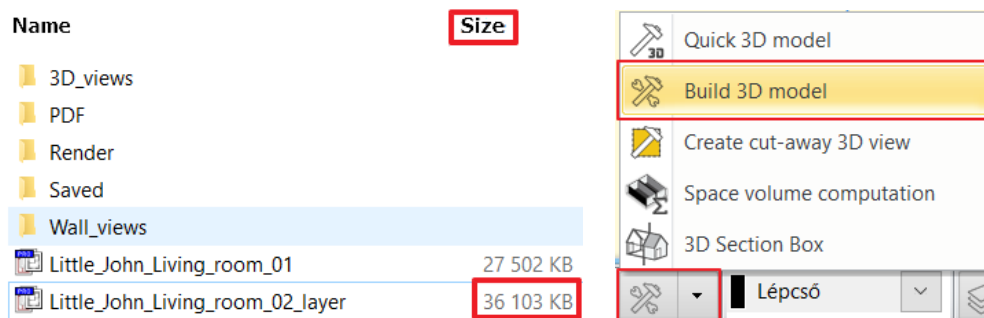 Name Size
3D_views
PDF
Render
Saved
Wall_views
Little_John_Living_room_01 27 502 KB
Little_John_Living_room_02_layer 36 103 KB
Quick 3D model
3D
Build 3D model
Create cut-away 3D view
Space volume computation
Σ
3D Section Box
Lépcső